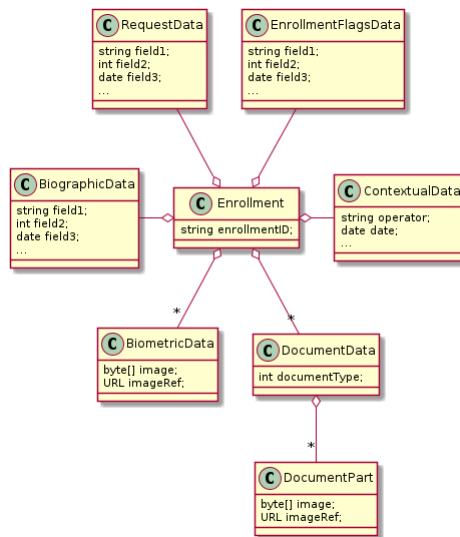 C RequestData
string field1;
int field2;
date field3;
...
C EnrollmentFlagsData
string field1;
int field2;
date field3;
...
C BiographicData
string field1;
int field2;
date field3;
...
C Enrollment
string enrollmentID;
C ContextualData
string operator;
date date;
...
*
*
C BiometricData
byte[] image;
URL imageRef;
C DocumentData
int documentType;
*
C DocumentPart
byte[] image;
URL imageRef;